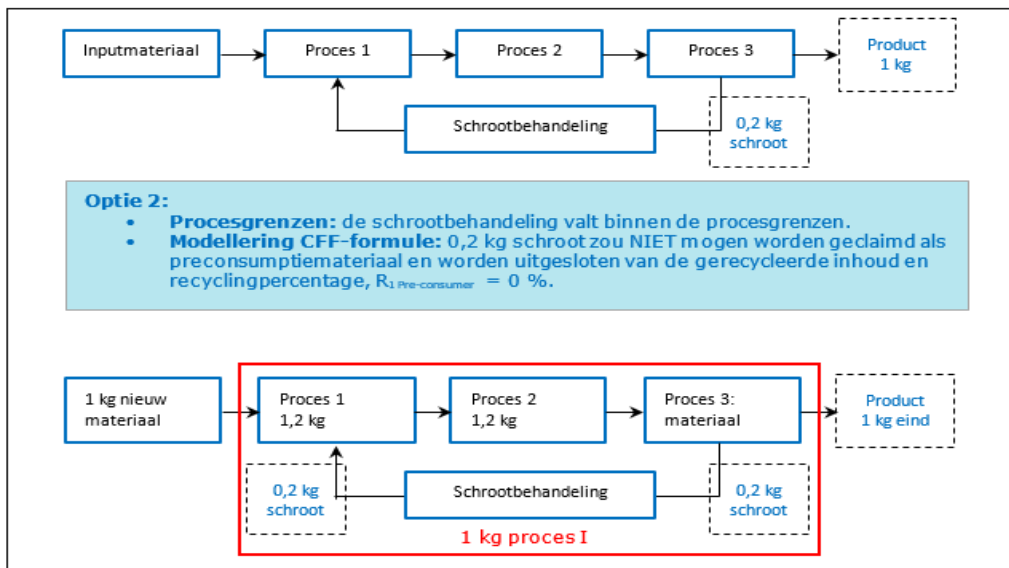 Inputmateriaal
Proces 1
Proces 2
Proces 3
Product
1 kg
Schrootbehandeling
0,2 kg
schroot
Optie 2:
• Procesgrenzen: de schrootbehandeling valt binnen de procesgrenzen.
• Modellering CFF-formule: 0,2 kg schroot zou NIET mogen worden geclaimd als
preconsumptiemateriaal en worden uitgesloten van de gerecycleerde inhoud en
recyclingpercentage, R1 Pre-consumer = 0 %.
1 kg nieuw
materiaal
Proces 1
1,2 kg
Proces 2
1,2 kg
Proces 3:
materiaal
Product
1 kg eind
0,2 kg
schroot
Schrootbehandeling
0,2 kg
schroot
1 kg proces I